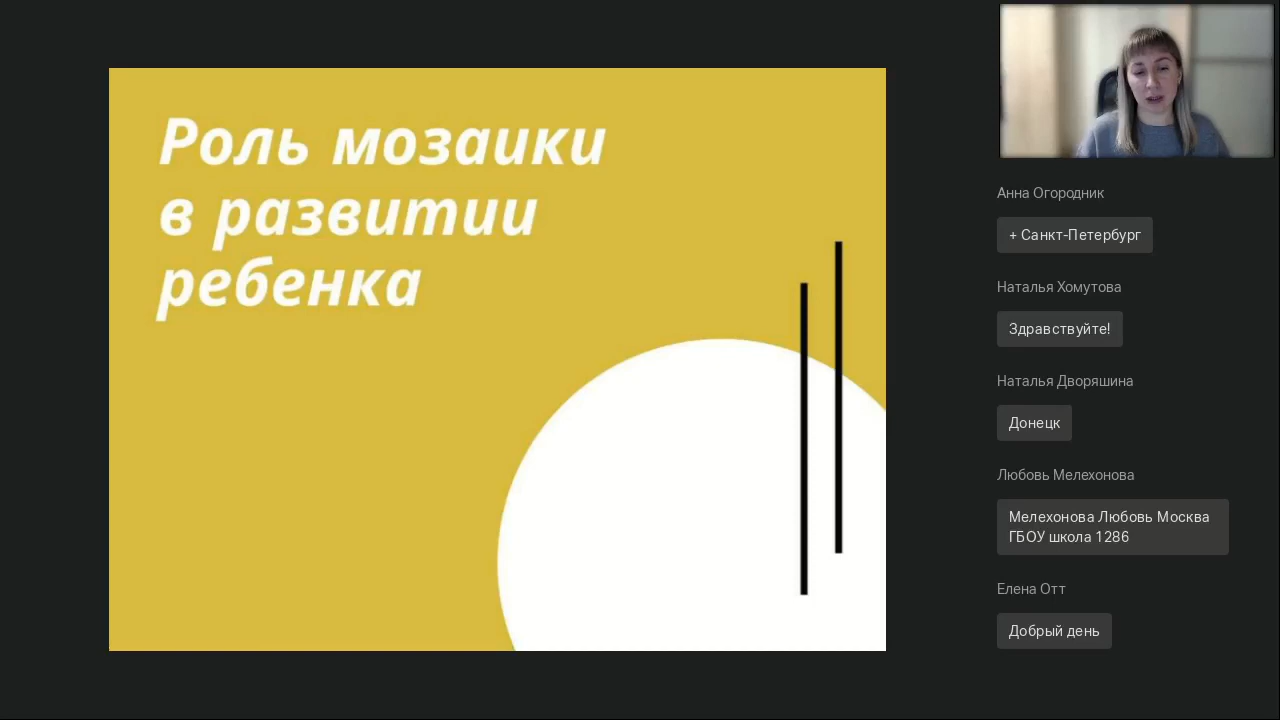 Роль мозаики
в развитии
ребенка
Анна Огородник
+ Санкт-Петербург
Наталья Хомутова
Здравствуйте!
Наталья Дворяшина
Донецк
Любовь Мелехонова
Мелехонова Любовь Москва
ГБОУ школа 1286
Елена Отт
Добрый день